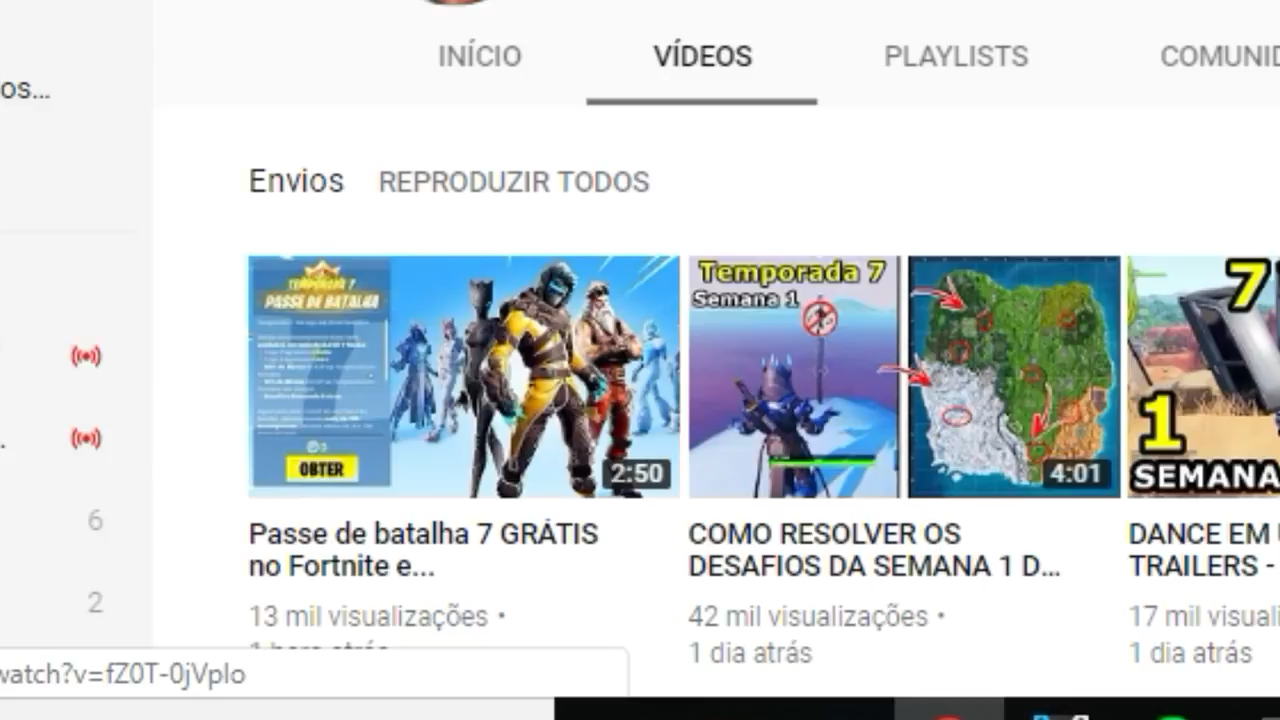 INÍCIO VÍDEOS PLAYLISTS COMUNID
os...
Envios REPRODUZIR TODOS
TEMPORADA 7
PASSE DE BATALHA
OBTER
2:50
Temporada 7
Semana 1
4:01
7
1
SEMANA
Passe de batalha 7 GRÁTIS
no Fortnite e...
13 mil visualizações •
1 hora atrás
COMO RESOLVER OS
DESAFIOS DA SEMANA 1 D...
42 mil visualizações •
1 dia atrás
DANCE EM
TRAILERS -
17 mil visuali
1 dia atrás
6
2
watch?v=fZ0T-0jVplo